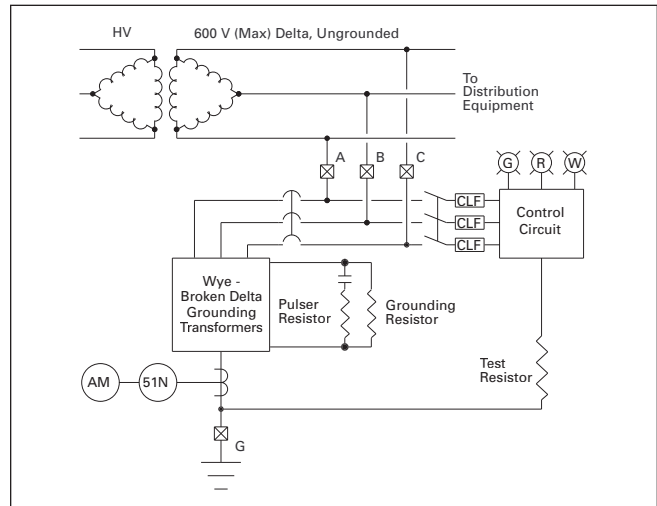 HV
600 V (Max) Delta, Ungrounded
To
Distribution
Equipment
A
B
C
G
R
W
CLF
CLF
CLF
Control
Circuit
Wye -
Broken Delta
Grounding
Transformers
Pulser
Resistor
Grounding
Resistor
Test
Resistor
AM
51N
G